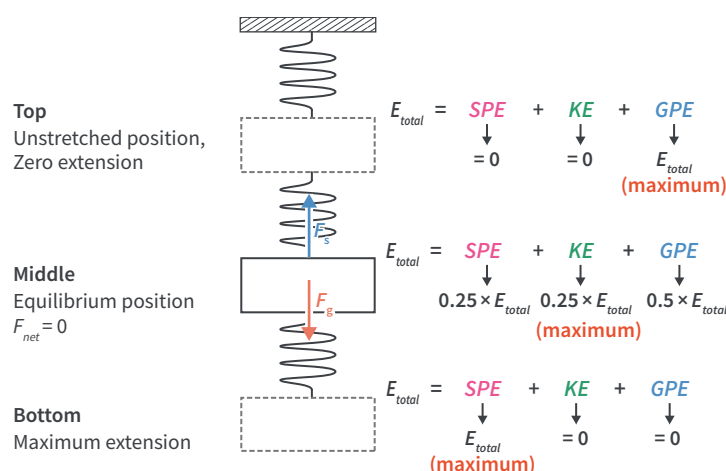 Top
Unstretched position,
Zero extension
E_total = SPE + KE + GPE
= 0 = 0 E_total
(maximum)
F_s
Middle
Equilibrium position
F_net = 0
F_g
E_total = SPE + KE + GPE
0.25 × E_total 0.25 × E_total 0.5 × E_total
(maximum)
Bottom
Maximum extension
E_total = SPE + KE + GPE
E_total = 0 = 0
(maximum)